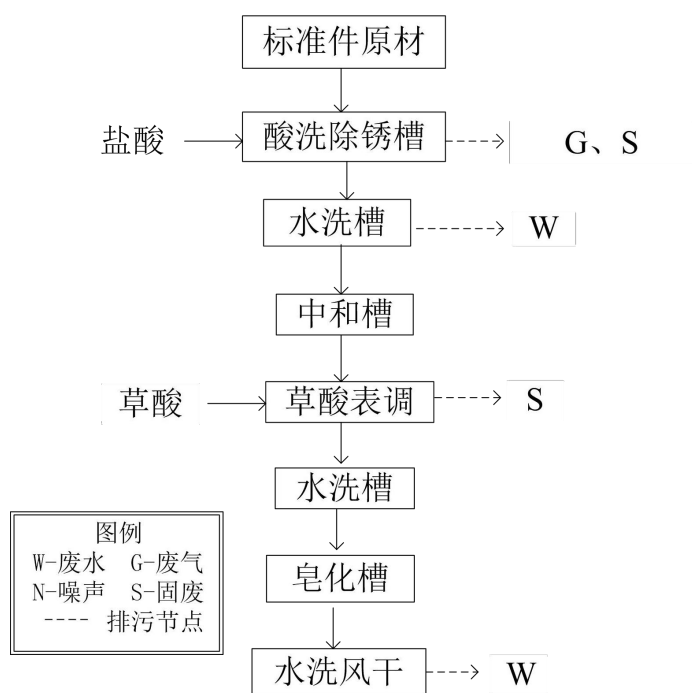 标准件原材
盐酸
酸洗除锈槽
G、S
水洗槽
W
中和槽
草酸
草酸表调
S
水洗槽
皂化槽
水洗风干
W
图例
W-废水 G-废气
N-噪声 S-固废
---- 排污节点